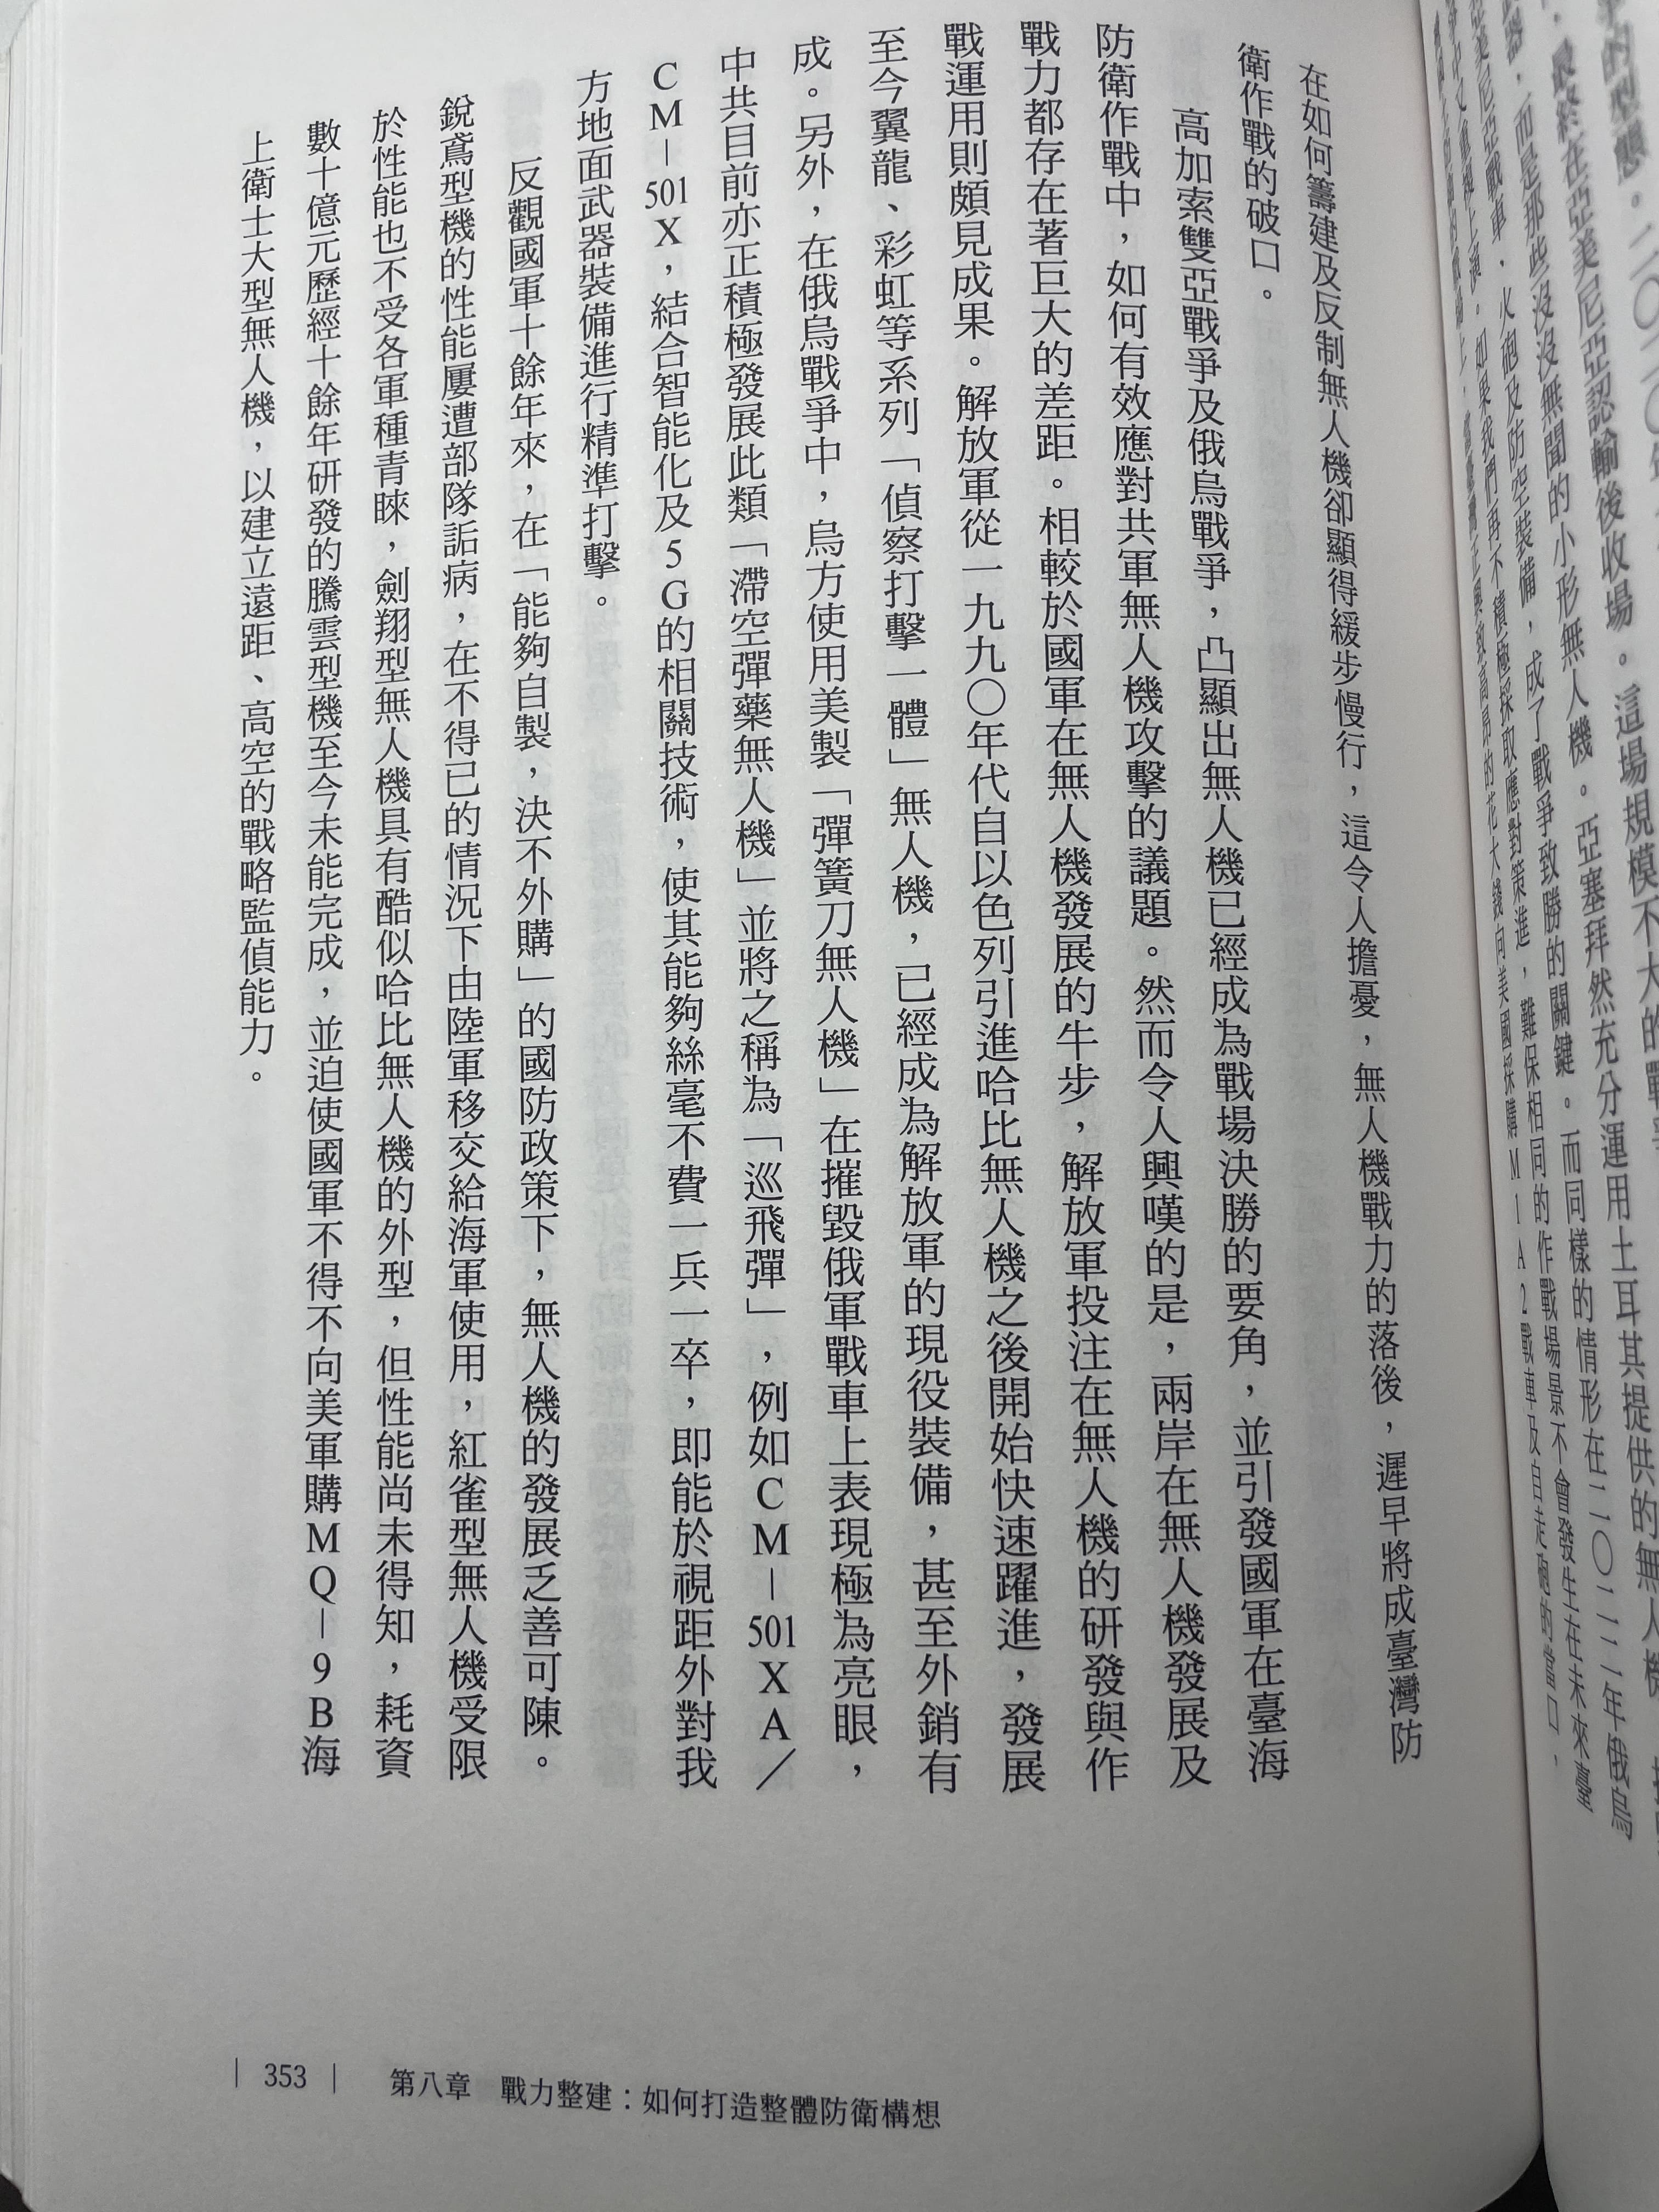 在如何籌建及反制無人機卻顯得緩步慢行，這令人擔憂，無人機戰力的落後，遲早將成臺灣防
衛作戰的破口。
高加索雙亞戰爭及俄烏戰爭，凸顯出無人機已經成為戰場決勝的要角，並引發國軍在臺海
防衛作戰中，如何有效應對共軍無人機攻擊的議題。然而令人興嘆的是，兩岸在無人機發展及
戰力都存在著巨大的差距。相較於國軍在無人機發展的牛步，解放軍投注在無人機的研發與作
戰運用則頗見成果。解放軍從一九九〇年代自以色列引進哈比無人機之後開始快速躍進，發展
至今翼龍、彩虹等系列「偵察打擊一體」無人機，已經成為解放軍的現役裝備，甚至外銷有
成。另外，在俄烏戰爭中，烏方使用美製「彈簧刀無人機」在摧毀俄軍戰車上表現極為亮眼，
中共目前亦正積極發展此類「滯空彈藥無人機」並將之稱為「巡飛彈」，例如CM－501XA／
CM－501X，結合智能化及5G的相關技術，使其能夠絲毫不費一兵一卒，即能於視距外對我
方地面武器裝備進行精準打擊。
反觀國軍十餘年來，在「能夠自製，決不外購」的國防政策下，無人機的發展乏善可陳。
銳鳶型機的性能屢遭部隊詬病，在不得已的情況下由陸軍移交給海軍使用，紅雀型無人機受限
於性能也不受各軍種青睞，劍翔型無人機具有酷似哈比無人機的外型，但性能尚未得知，耗資
數十億元歷經十餘年研發的騰雲型機至今未能完成，並迫使國軍不得不向美軍購MQ－9B海
上衛士大型無人機，以建立遠距、高空的戰略監偵能力。
| 353 | 第八章 戰力整建：如何打造整體防衛構想